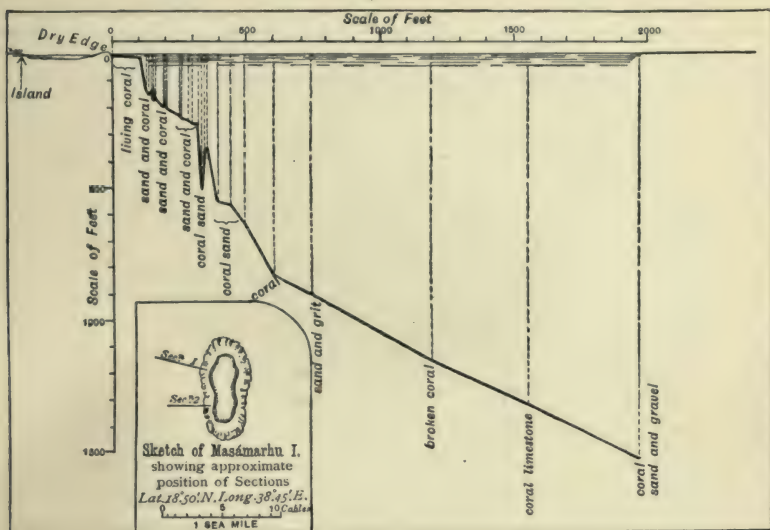 Scale of Feet
Dry Edge
0
500
1000
1500
2000
Island
0
500
1000
1500
Scale of Feet
living coral
sand and coral
sand and coral
sand and coral
coral sand
coral sand
coral
sand and grit
broken coral
coral limestone
coral
sand and gravel
Secn. 1
Secn. 2
Sketch of Masámarhu I.
showing approximate
position of Sections
Lat. 18°50'. N. Long. 38°45'. E.
0 5 10 Cables
1 SEA MILE